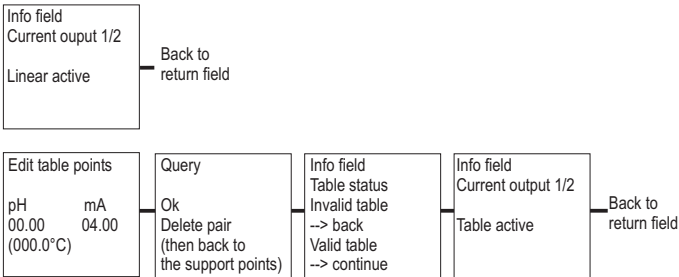 Info field
Current ouput 1/2
Linear active
Back to
return field
Edit table points
pH mA
00.00 04.00
(000.0°C)
Query
Ok
Delete pair
(then back to
the support points)
Info field
Table status
Invalid table
--> back
Valid table
--> continue
Info field
Current output 1/2
Table active
Back to
return field